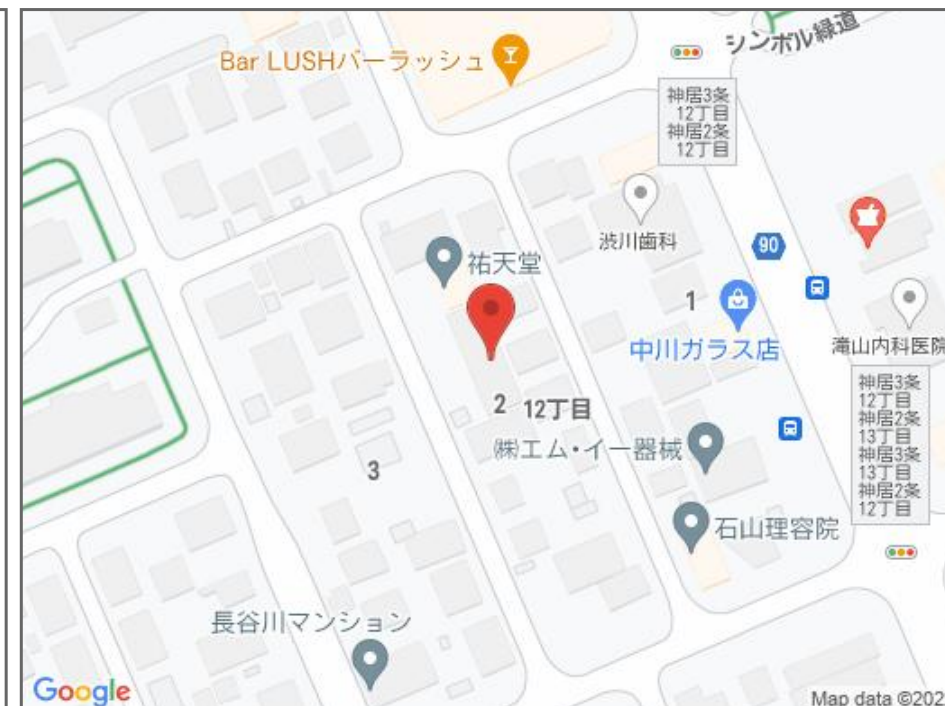 シンボル緑道
Bar LUSHバーラッシュ
神居3条
12丁目
神居2条
12丁目
渋川歯科
90
祐天堂
1
中川ガラス店
滝山内科医院
神居3条
12丁目
神居2条
13丁目
神居3条
13丁目
神居2条
12丁目
2 12丁目
㈱エム・イー器械
3
石山理容院
長谷川マンション
Google
Map data ©202